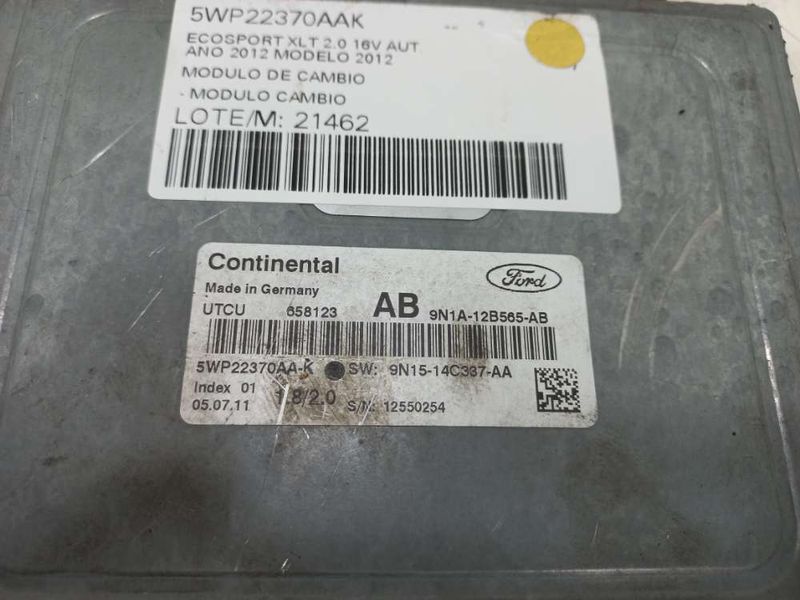 5WP22370AAK
ECOSPORT XLT 2.0 16V AUT
ANO 2012 MODELO 2012
MODULO DE CAMBIO
- MODULO CAMBIO
LOTE/M: 21462
Continental
Ford
Made in Germany
UTCU 658123 AB 9N1A-12B565-AB
5WP22370AA-K SW: 9N15-14C337-AA
Index 01 1.8/2.0
05.07.11 S/N: 12550254